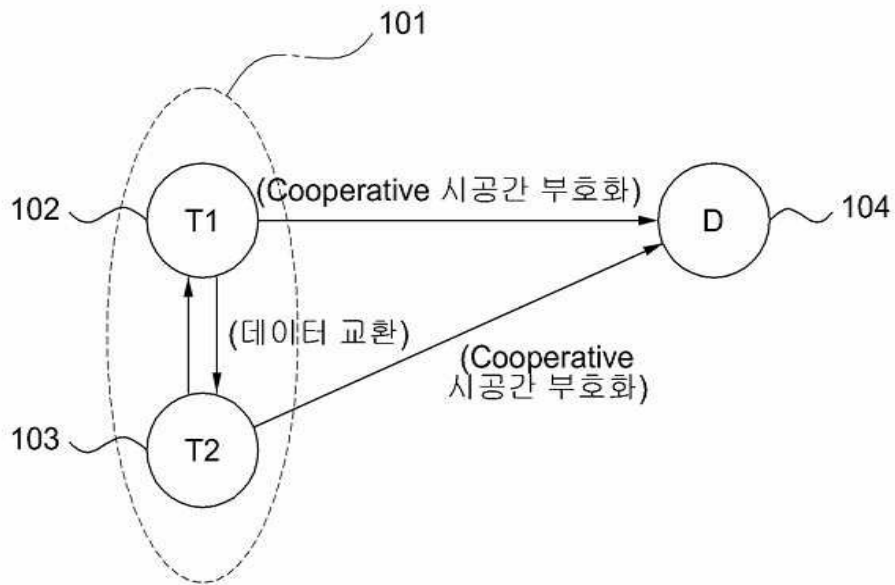 101
(Cooperative 시공간 부호화)
102
T1
D
104
(데이터 교환)
(Cooperative
시공간 부호화)
103
T2